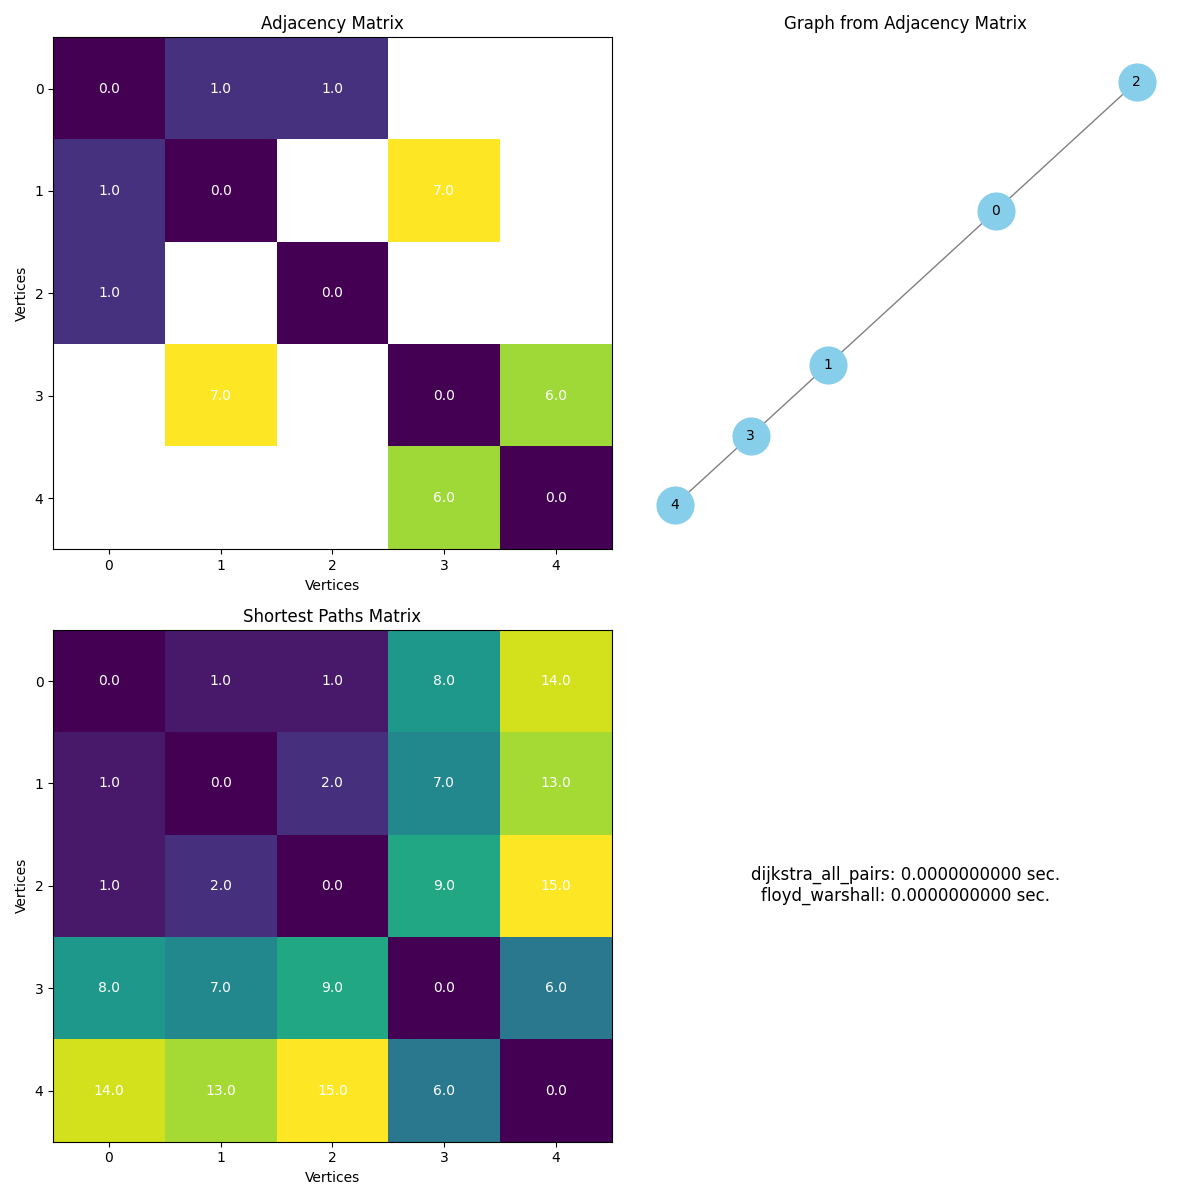 Adjacency Matrix
0 0.0 1.0 1.0
1 1.0 0.0 7.0
2 1.0 0.0
3 7.0 0.0 6.0
4 6.0 0.0
0 1 2 3 4
Vertices
Vertices
Graph from Adjacency Matrix
2
0
1
3
4
Shortest Paths Matrix
0 0.0 1.0 1.0 8.0 14.0
1 1.0 0.0 2.0 7.0 13.0
2 1.0 2.0 0.0 9.0 15.0
3 8.0 7.0 9.0 0.0 6.0
4 14.0 13.0 15.0 6.0 0.0
0 1 2 3 4
Vertices
Vertices
dijkstra_all_pairs: 0.0000000000 sec.
floyd_warshall: 0.0000000000 sec.